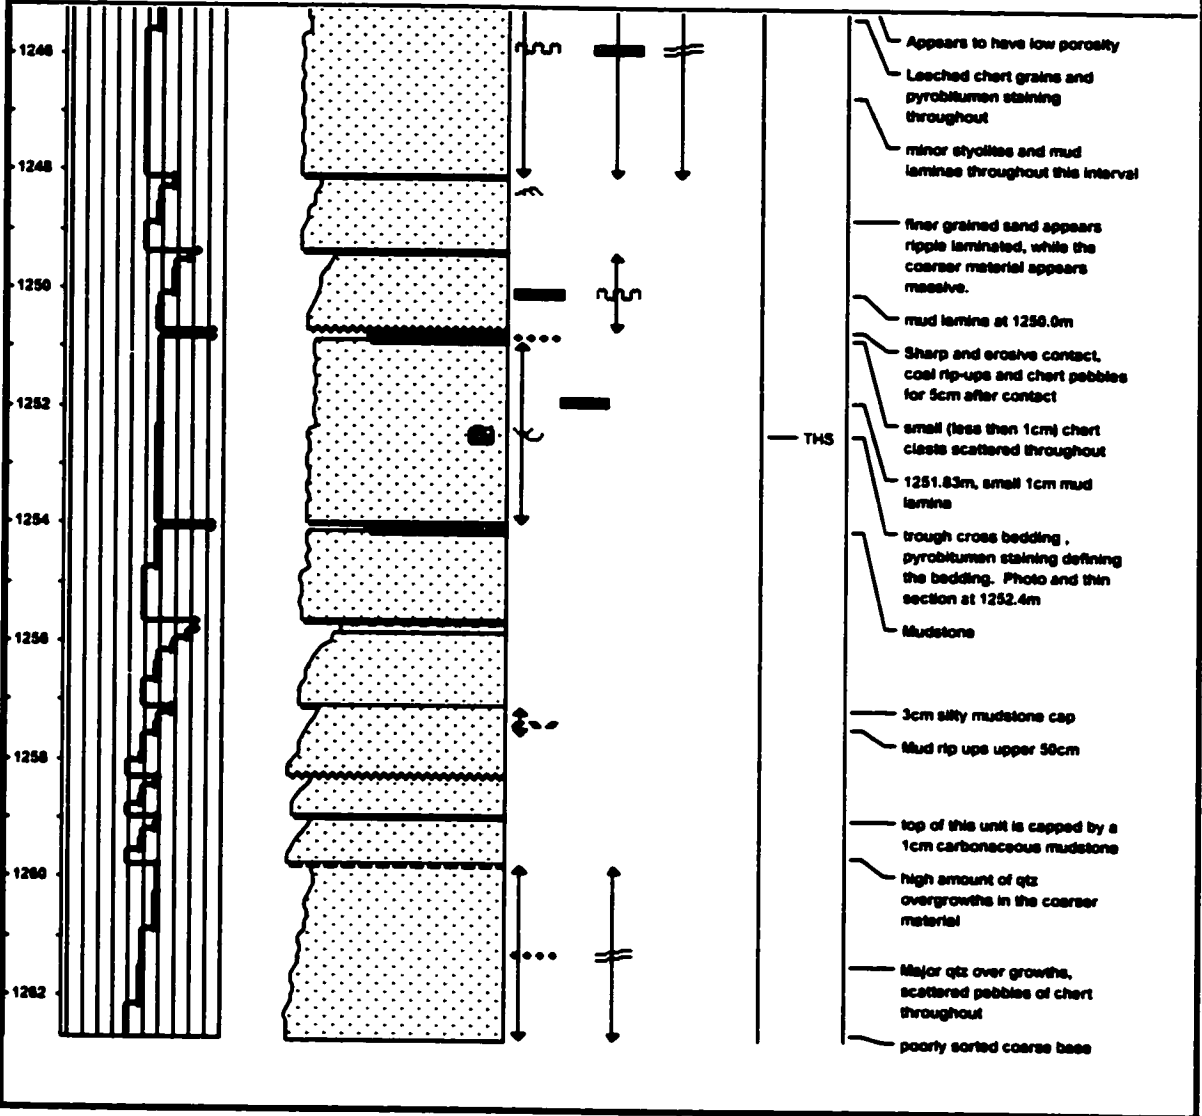 1246
1248
1250
1252
1254
1256
1258
1260
1262
THS
Appears to have low porosity
Leeched chert grains and
pyrobitumen staining
throughout
minor styolites and mud
laminae throughout this interval
finer grained sand appears
ripple laminated, while the
coarser material appears
massive.
mud lamina at 1250.0m
Sharp and erosive contact,
coal rip-ups and chert pebbles
for 5cm after contact
small (less then 1cm) chert
clasts scattered throughout
1251.83m, small 1cm mud
lamina
trough cross bedding ,
pyrobitumen staining defining
the bedding. Photo and thin
section at 1252.4m
Mudstone
3cm silty mudstone cap
Mud rip ups upper 50cm
top of this unit is capped by a
1cm carbonaceous mudstone
high amount of qtz
overgrowths in the coarser
material
Major qtz over growths,
scattered pebbles of chert
throughout
poorly sorted coarse base